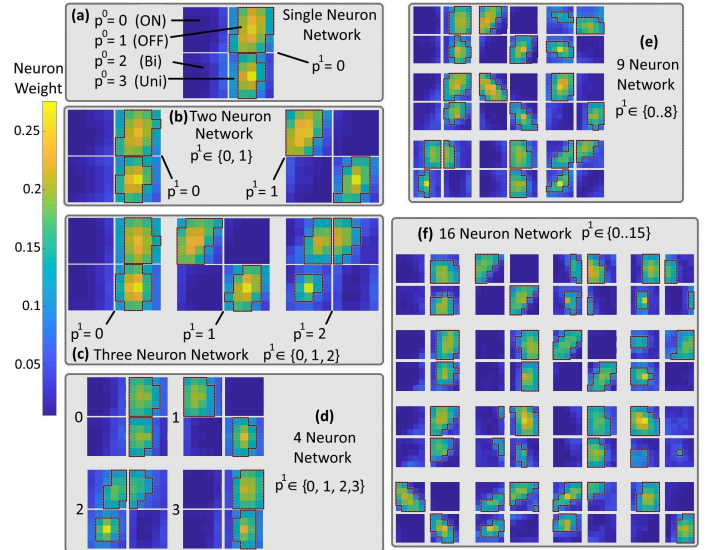 (a)
p⁰= 0 (ON)
p⁰= 1 (OFF)
p⁰= 2 (Bi)
p⁰= 3 (Uni)
Single Neuron
Network
p¹= 0
Neuron
Weight
0.25
0.2
0.15
0.1
0.05
(b) Two Neuron
Network
p¹∈ {0, 1}
p¹= 0
p¹= 1
p¹= 0
p¹= 1
p¹= 2
(c) Three Neuron Network p¹∈ {0, 1, 2}
0
1
2
3
(d)
4 Neuron
Network
p¹∈ {0, 1, 2,3}
(e)
9 Neuron
Network
p¹∈ {0..8}
(f) 16 Neuron Network p¹∈ {0..15}